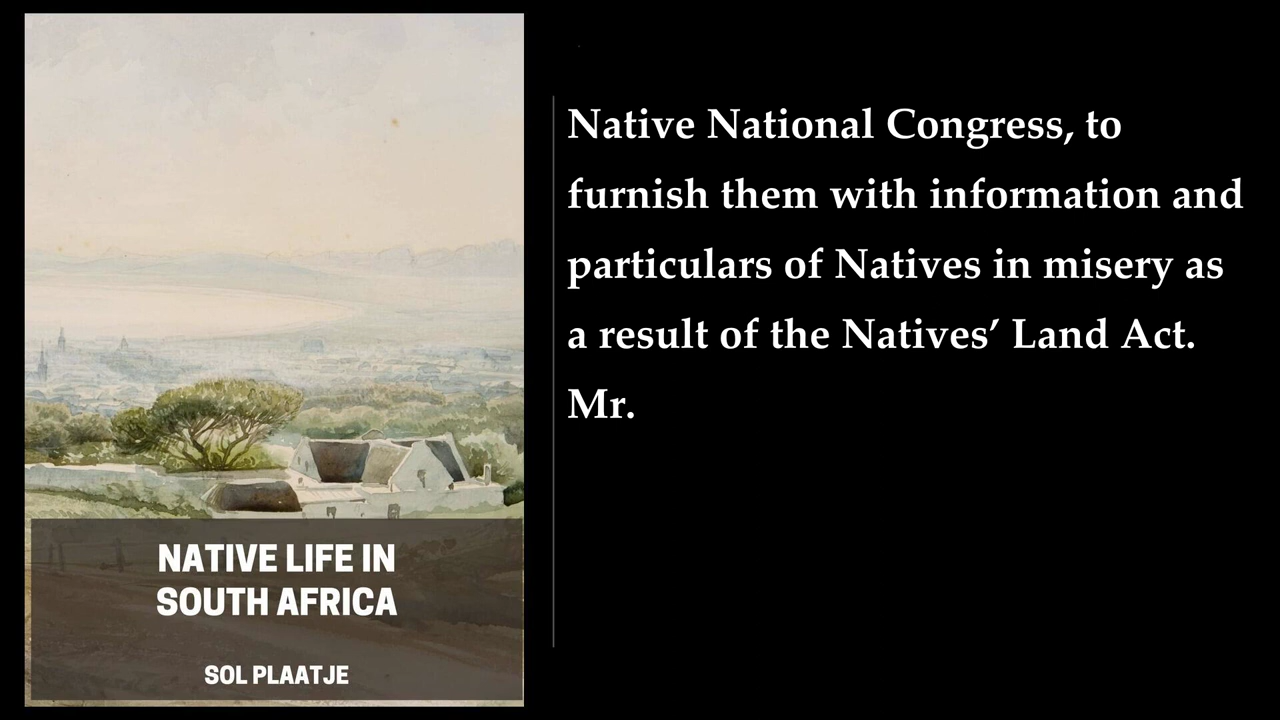 NATIVE LIFE IN
SOUTH AFRICA
SOL PLAATJE
Native National Congress, to
furnish them with information and
particulars of Natives in misery as
a result of the Natives’ Land Act.
Mr.